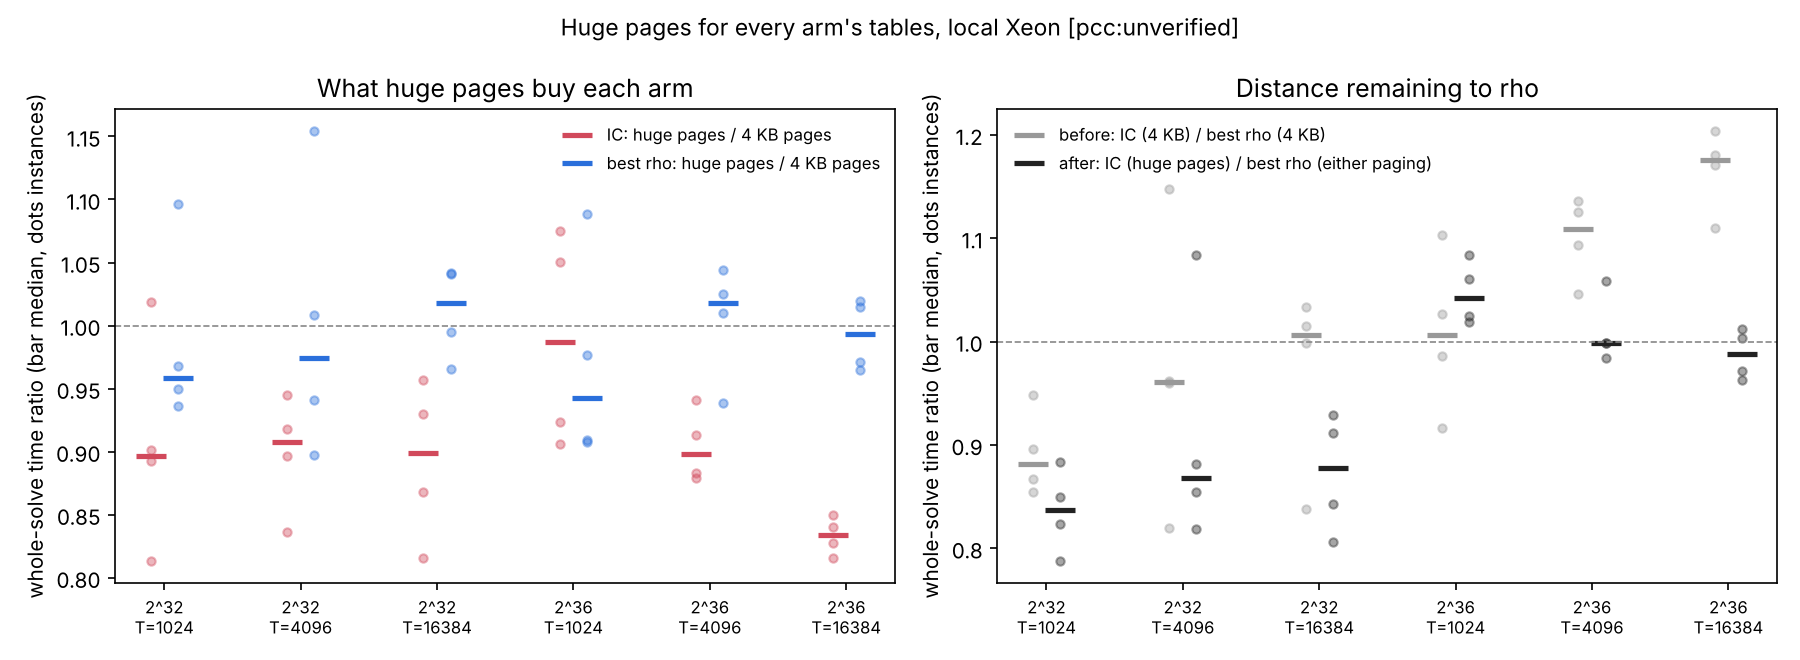 Huge pages for every arm's tables, local Xeon [pcc:unverified]
What huge pages buy each arm
whole-solve time ratio (bar median, dots instances)
1.15
1.10
1.05
1.00
0.95
0.90
0.85
0.80
IC: huge pages / 4 KB pages
best rho: huge pages / 4 KB pages
2^32
T=1024
2^32
T=4096
2^32
T=16384
2^36
T=1024
2^36
T=4096
2^36
T=16384
Distance remaining to rho
whole-solve time ratio (bar median, dots instances)
1.2
1.1
1.0
0.9
0.8
before: IC (4 KB) / best rho (4 KB)
after: IC (huge pages) / best rho (either paging)
2^32
T=1024
2^32
T=4096
2^32
T=16384
2^36
T=1024
2^36
T=4096
2^36
T=16384